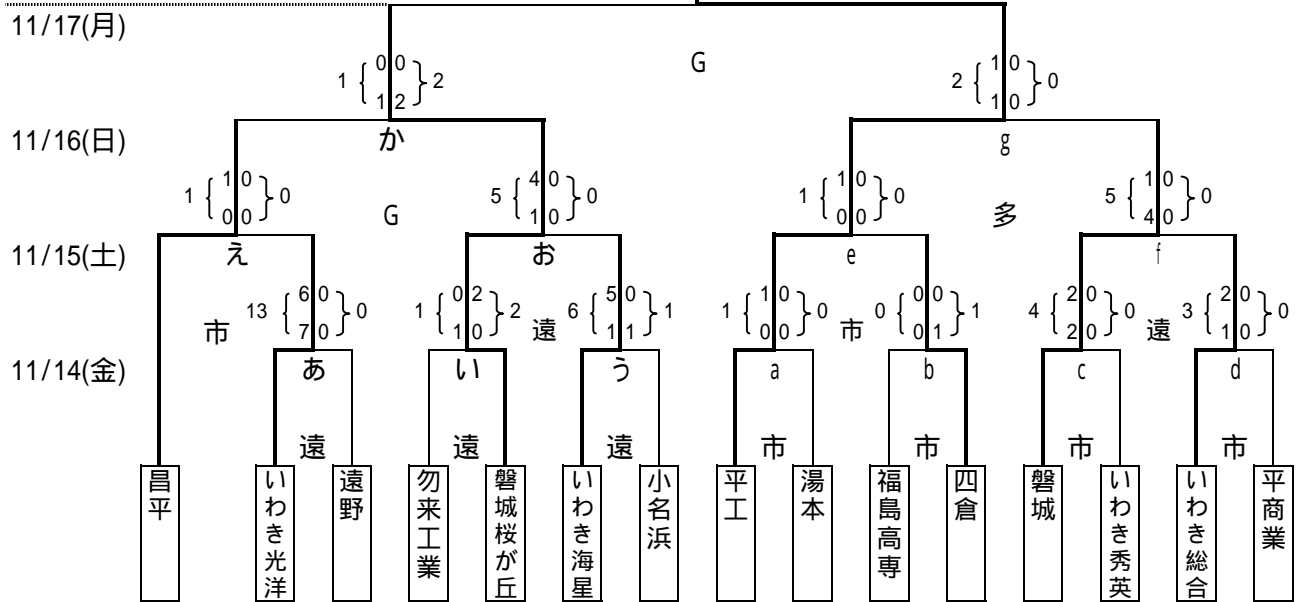 11/17(月)
G
1 { 0 0 } 2
1 2
2 { 1 0 } 0
1 0
11/16(日)
か
g
1 { 1 0 } 0
0 0
5 { 4 0 } 0
1 0
1 { 1 0 } 0
0 0
5 { 1 0 } 0
4 0
G
多
11/15(土)
え
お
e
f
13 { 6 0 } 0
7 0
1 { 0 2 } 2
1 0
6 { 5 0 } 1
1 1
1 { 1 0 } 0
0 0
0 { 0 0 } 1
0 1
4 { 2 0 } 0
2 0
3 { 2 0 } 0
1 0
市
遠
市
遠
11/14(金)
あ
い
う
a
b
c
d
遠
遠
遠
市
市
市
市
昌平
いわき光洋
遠野
勿来工業
磐城桜が丘
いわき海星
小名浜
平工
湯本
福島高専
四倉
磐城
いわき秀英
いわき総合
平商業